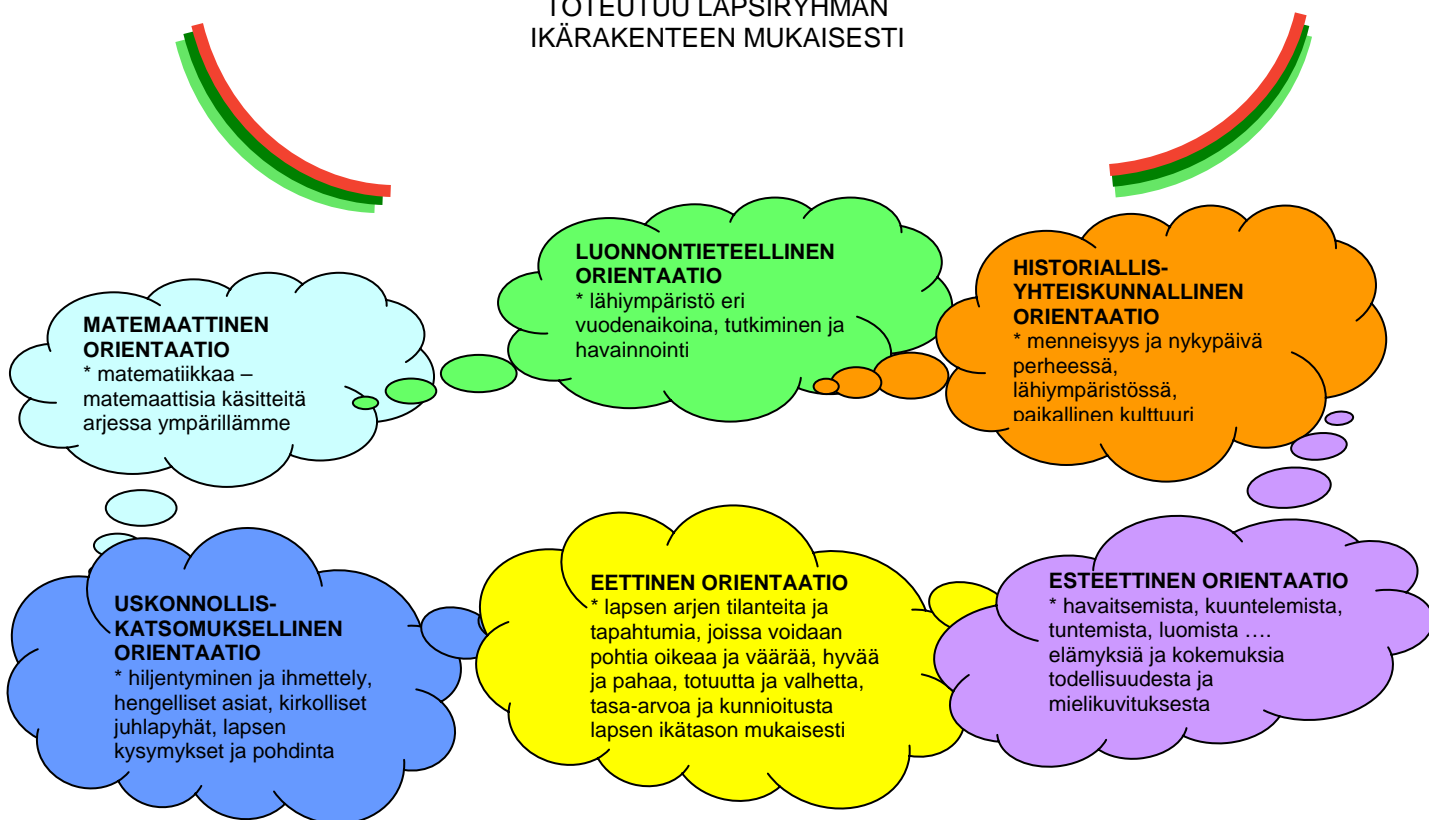 TOTEUTUU LAPSIRYHMÄN
IKÄRAKENTEEN MUKAISESTI
LUONNONTIETEELLINEN
ORIENTAATIO
* lähiympäristö eri
vuodenaikoina, tutkiminen ja
havainnointi
HISTORIALLIS-
YHTEISKUNNALLINEN
ORIENTAATIO
* menneisyys ja nykypäivä
perheessä,
lähiympäristössä,
paikallinen kulttuuri
MATEMAATTINEN
ORIENTAATIO
* matematiikkaa –
matemaattisia käsitteitä
arjessa ympärillämme
USKONNOLLIS-
KATSOMUKSELLINEN
ORIENTAATIO
* hiljentyminen ja ihmettely,
hengelliset asiat, kirkolliset
juhlapyhät, lapsen
kysymykset ja pohdinta
EETTINEN ORIENTAATIO
* lapsen arjen tilanteita ja
tapahtumia, joissa voidaan
pohtia oikeaa ja väärää, hyvää
ja pahaa, totuutta ja valhetta,
tasa-arvoa ja kunnioitusta
lapsen ikätason mukaisesti
ESTEETTINEN ORIENTAATIO
* havaitsemista, kuuntelemista,
tuntemista, luomista ….
elämyksiä ja kokemuksia
todellisuudesta ja
mielikuvituksesta